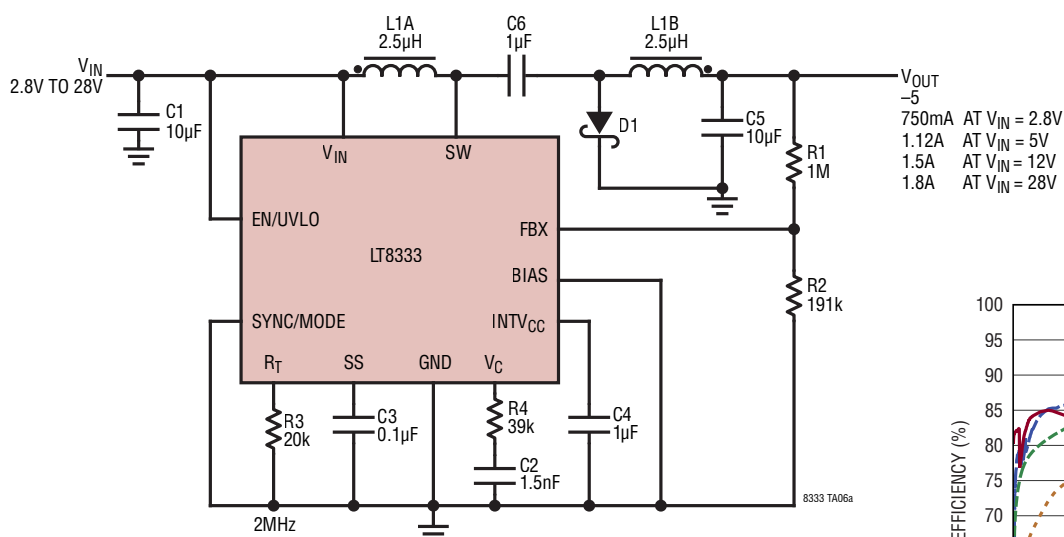 L1A
2.5µH
C6
1µF
L1B
2.5µH
VIN
2.8V TO 28V
C1
10µF
D1
C5
10µF
R1
1M
VOUT
–5
750mA AT VIN = 2.8V
1.12A AT VIN = 5V
1.5A AT VIN = 12V
1.8A AT VIN = 28V
VIN
SW
EN/UVLO
FBX
LT8333
BIAS
R2
191k
SYNC/MODE
INTVCC
RT
SS
GND
VC
R3
20k
C3
0.1µF
R4
39k
C2
1.5nF
C4
1µF
2MHz
8333 TA06a
100
95
90
85
80
75
70
EFFICIENCY (%)